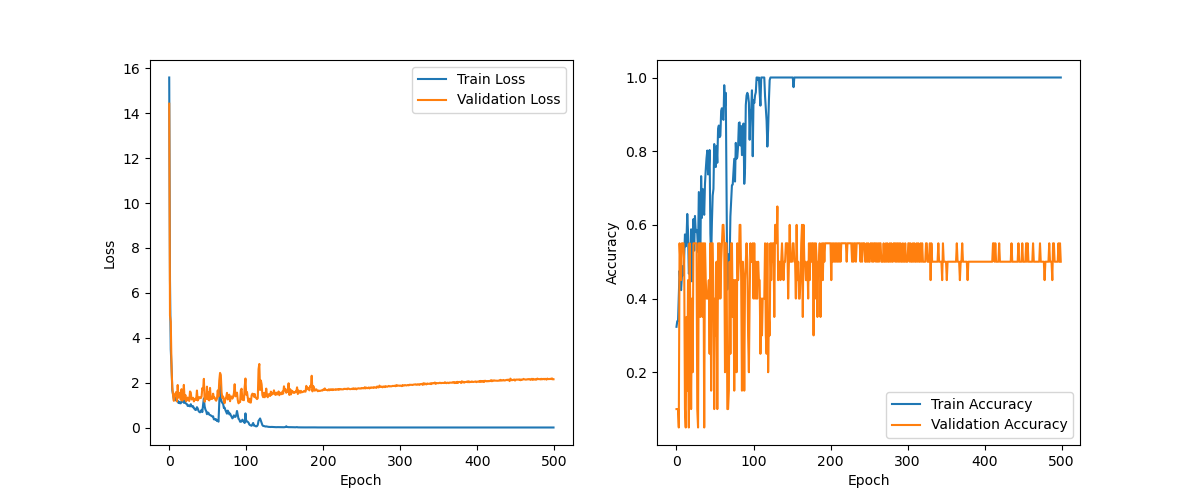 16
14
12
10
8
6
4
2
0
0 100 200 300 400 500
Loss
Epoch
Train Loss
Validation Loss
1.0
0.8
0.6
0.4
0.2
0 100 200 300 400 500
Accuracy
Epoch
Train Accuracy
Validation Accuracy